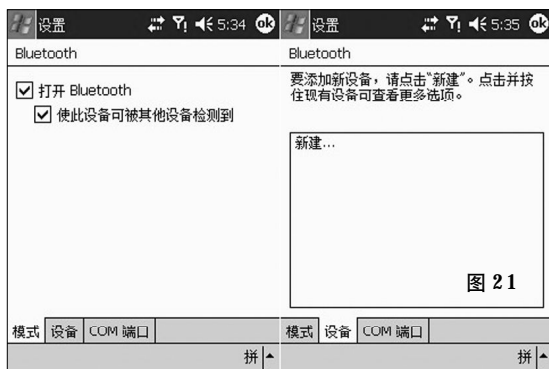 设置 5:34 ok
Bluetooth
打开 Bluetooth
使此设备可被其他设备检测到
模式 设备 COM 端口
拼
设置 5:35 ok
Bluetooth
要添加新设备，请点击“新建”。点击并按
住现有设备可查看更多选项。
新建...
图 21
模式 设备 COM 端口
拼